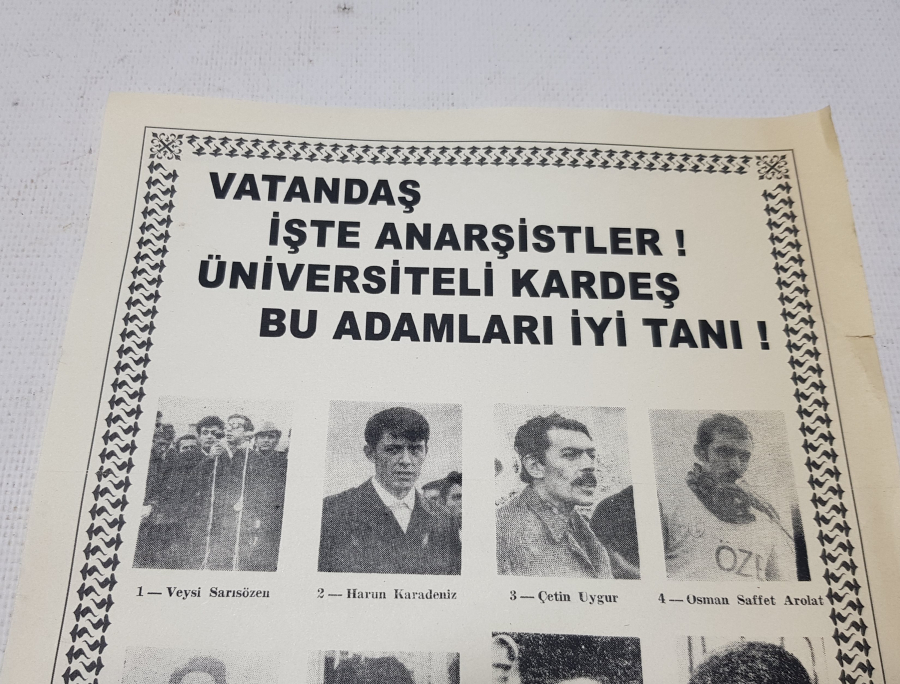 VATANDAŞ
İŞTE ANARŞİSTLER !
ÜNİVERSİTELİ KARDEŞ
BU ADAMLARI İYİ TANI !
ÖZE
1 — Veysi Sarısözen
2 — Harun Karadeniz
3 — Çetin Uygur
4 — Osman Saffet Arolat